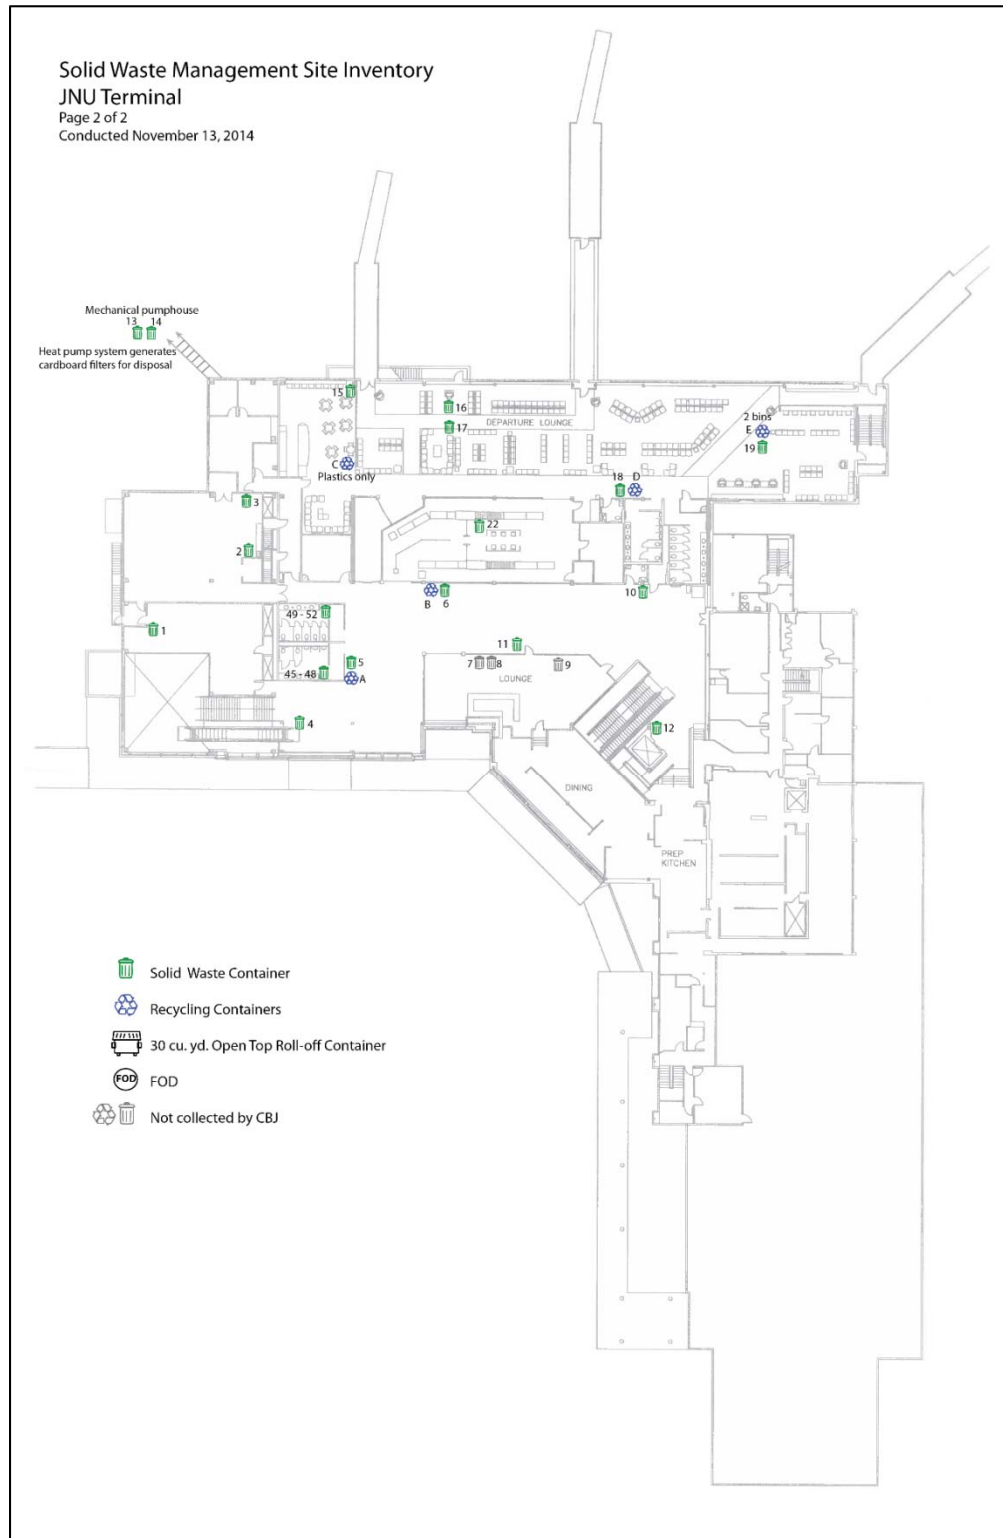 Solid Waste Management Site Inventory
JNU Terminal
Page 2 of 2
Conducted November 13, 2014
Mechanical pumphouse
13 14
Heat pump system generates
cardboard filters for disposal
15
16
17
DEPARTURE LOUNGE
2 bins
E
19
C
Plastics only
18 D
3
22
2
B 6
10
49 - 52
1
11
5
7 8 9
45 - 48
A
LOUNGE
4
12
DINING
PREP
KITCHEN
Solid Waste Container
Recycling Containers
30 cu. yd. Open Top Roll-off Container
FOD FOD
Not collected by CBJ